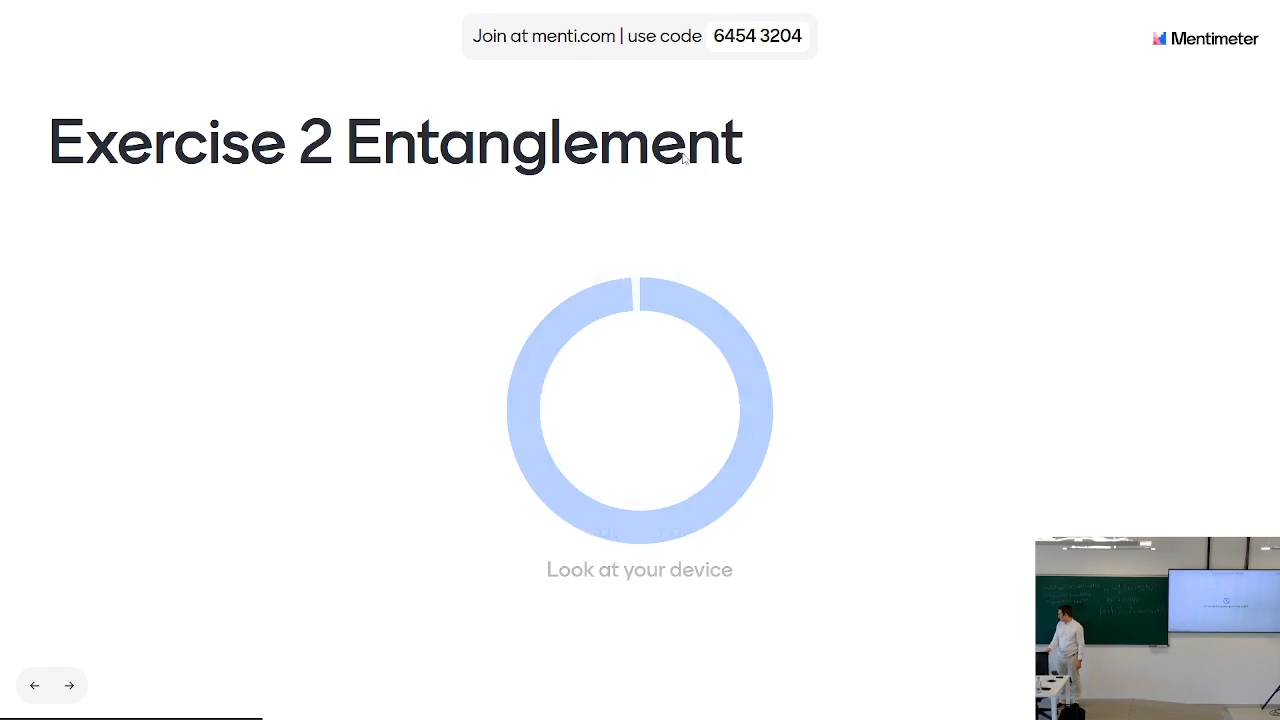 Join at menti.com | use code 6454 3204
Mentimeter
Exercise 2 Entanglement
Look at your device